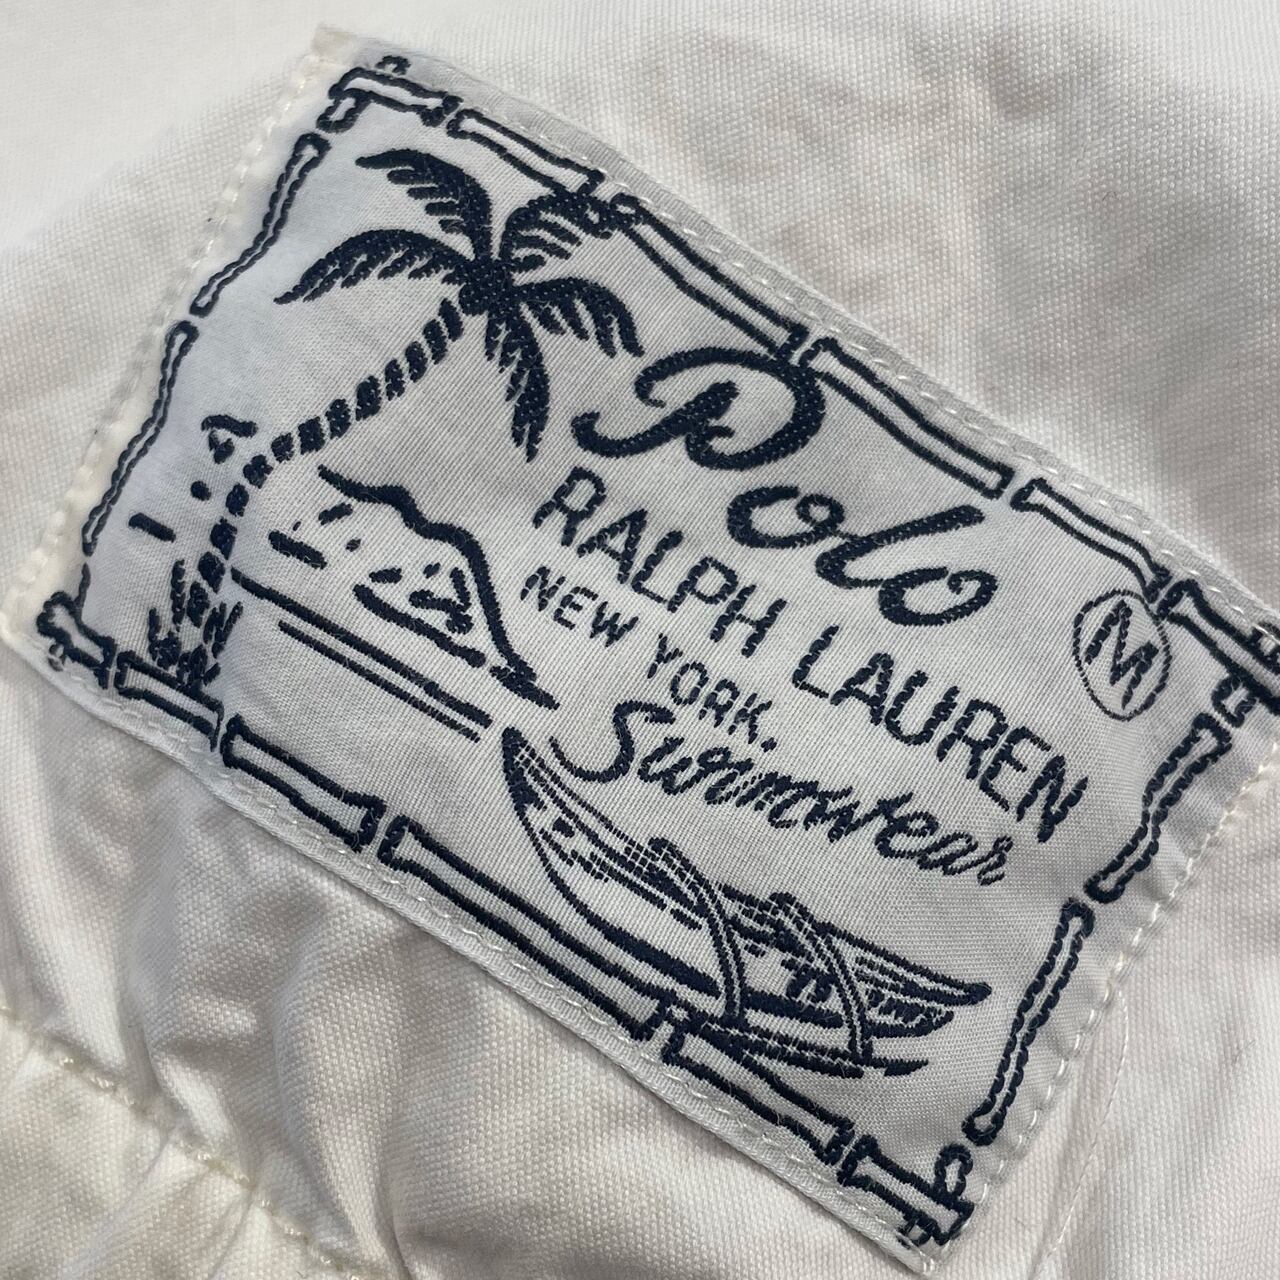 Polo
RALPH LAUREN
NEW YORK.
Swimwear
M